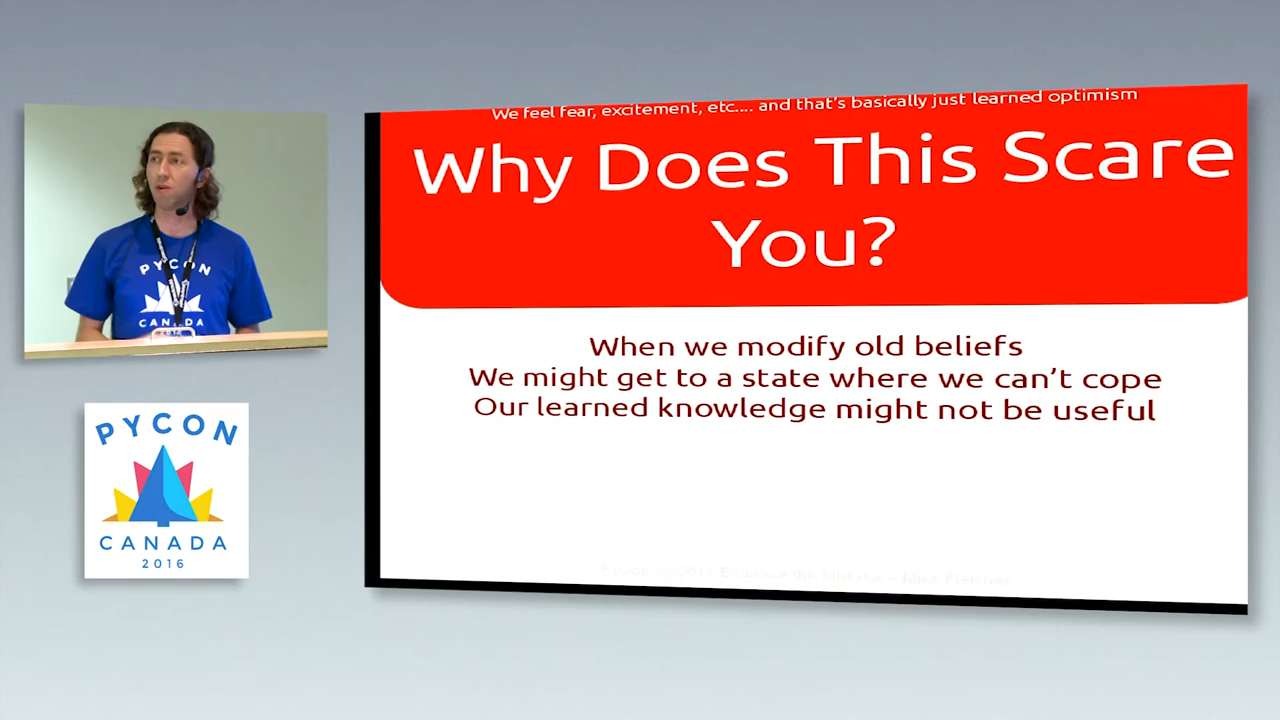 PYCON
CANADA
PYCON
CANADA
2016
We feel fear, excitement, etc.... and that's basically just learned optimism
Why Does This Scare
You?
When we modify old beliefs
We might get to a state where we can't cope
Our learned knowledge might not be useful